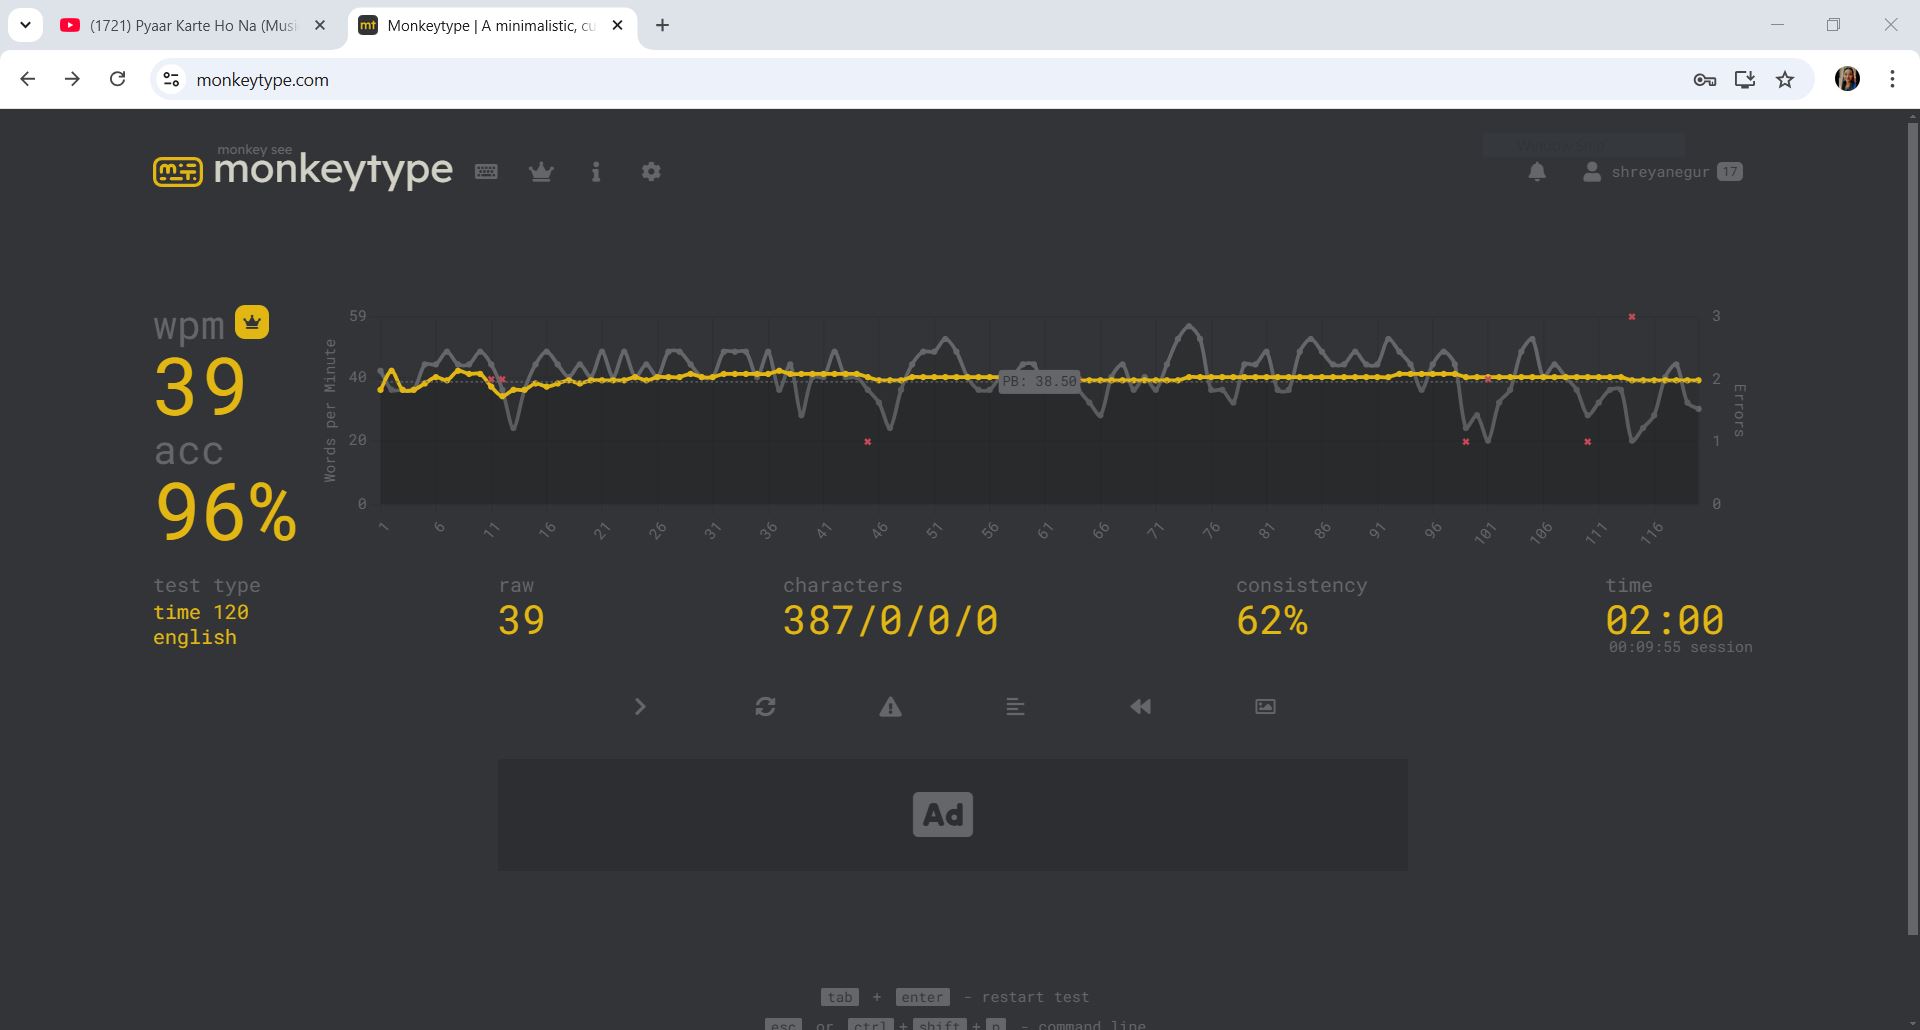 (1721) Pyaar Karte Ho Na (Musi
Monkeytype | A minimalistic, cu
monkeytype.com
monkey see
monkeytype
shreyanegur 17
wpm
39
acc
96%
Words per Minute
59
40
20
0
PB: 38.50
3
2
1
0
Errors
1 6 11 16 21 26 31 36 41 46 51 56 61 66 71 76 81 86 91 96 101 106 111 116
test type
time 120
english
raw
39
characters
387/0/0/0
consistency
62%
time
02:00
00:09:55 session
Ad
tab + enter - restart test
esc or ctrl + shift + p - command line